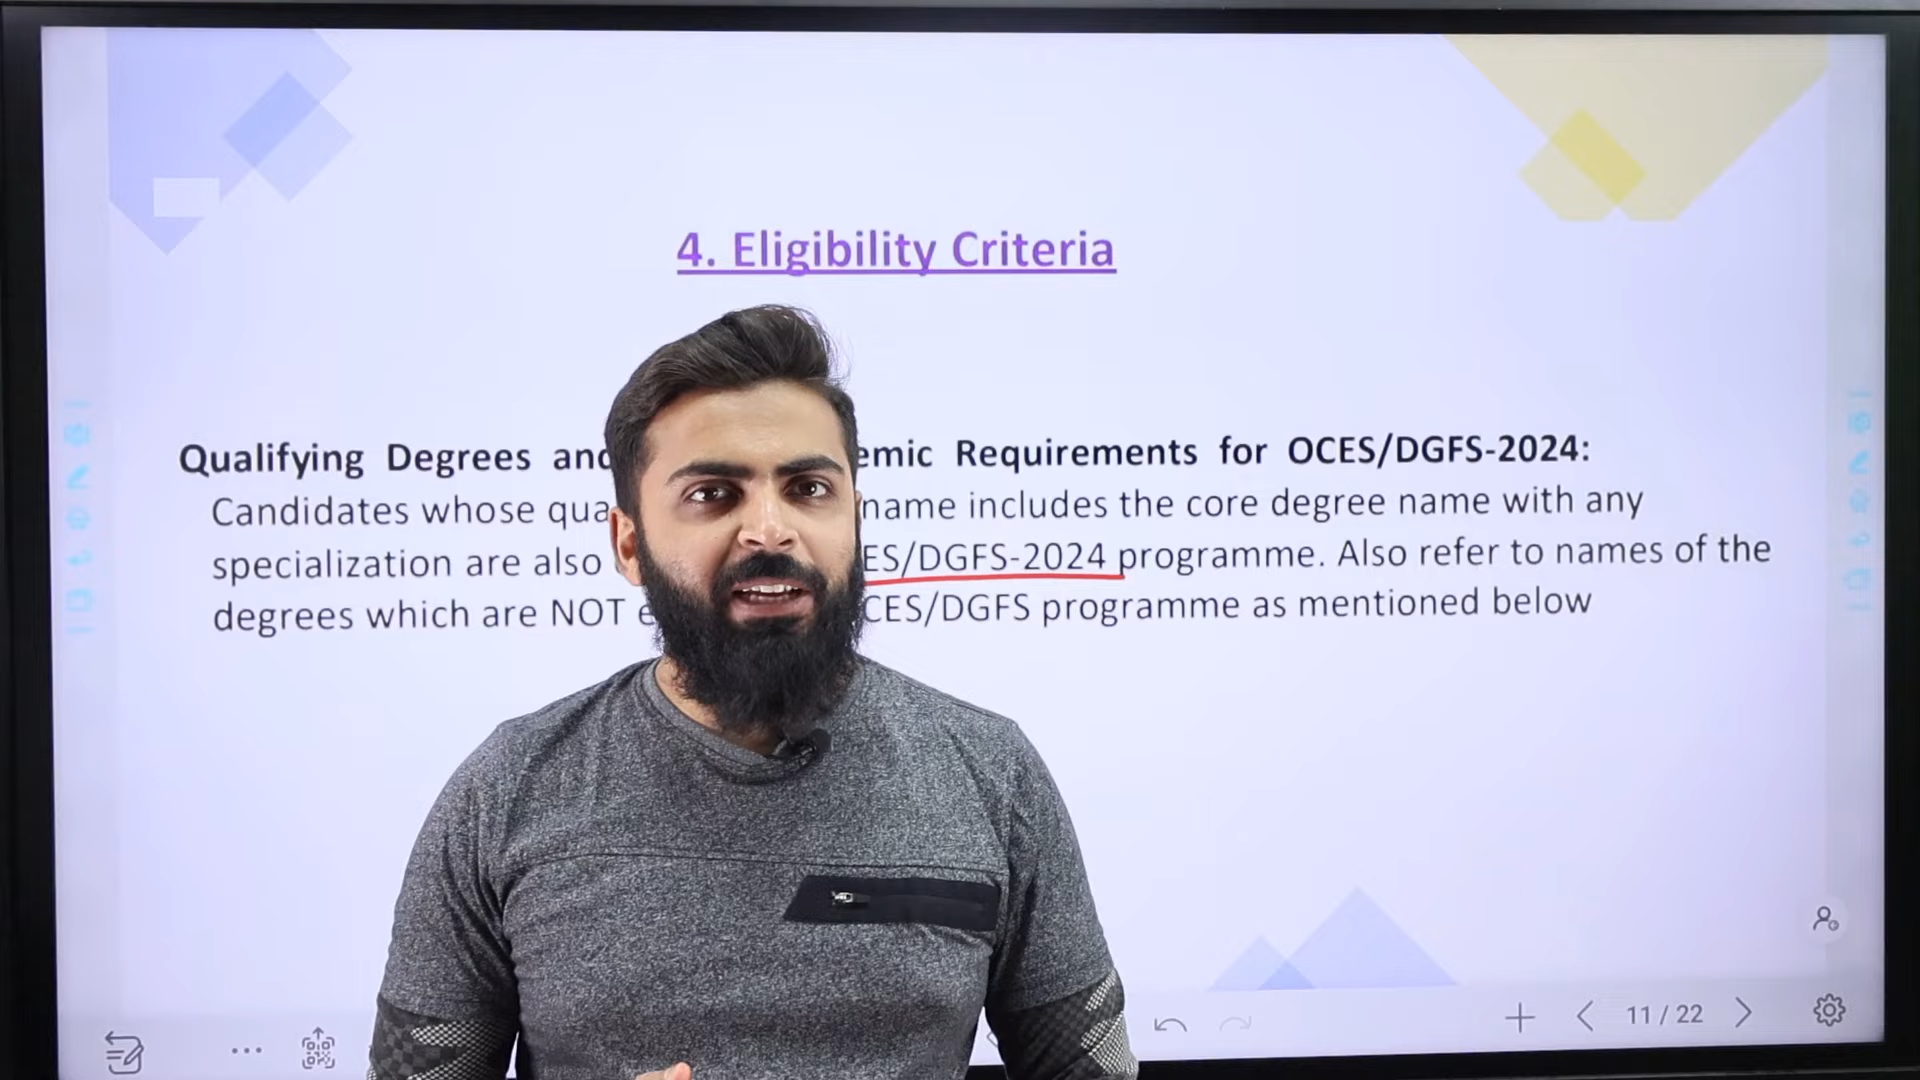 4. Eligibility Criteria
Qualifying Degrees and emic Requirements for OCES/DGFS-2024:
Candidates whose qua name includes the core degree name with any
specialization are also ES/DGFS-2024 programme. Also refer to names of the
degrees which are NOT e CES/DGFS programme as mentioned below
11 / 22